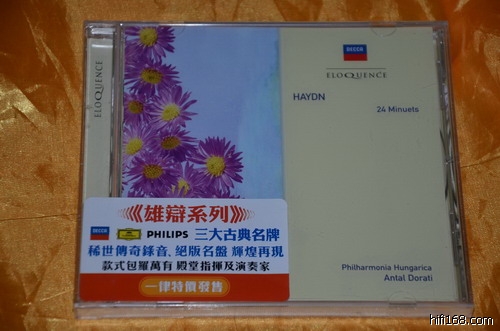 DECCA
ELOQUENCE
HAYDN
24 Minuets
ELOQUENCE
《雄辯系列》
DECCA PHILIPS 三大古典名牌
稀世傳奇錄音、絕版名盤 輝煌再現
款式包羅萬有 殿堂指揮及演奏家
一律特價發售
Philharmonia Hungarica
Antal Dorati
hifi168.com